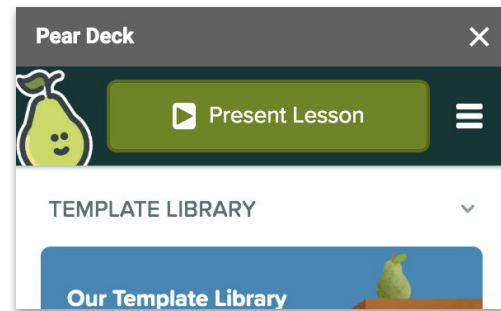 Pear Deck
Present Lesson
TEMPLATE LIBRARY
Our Template Library